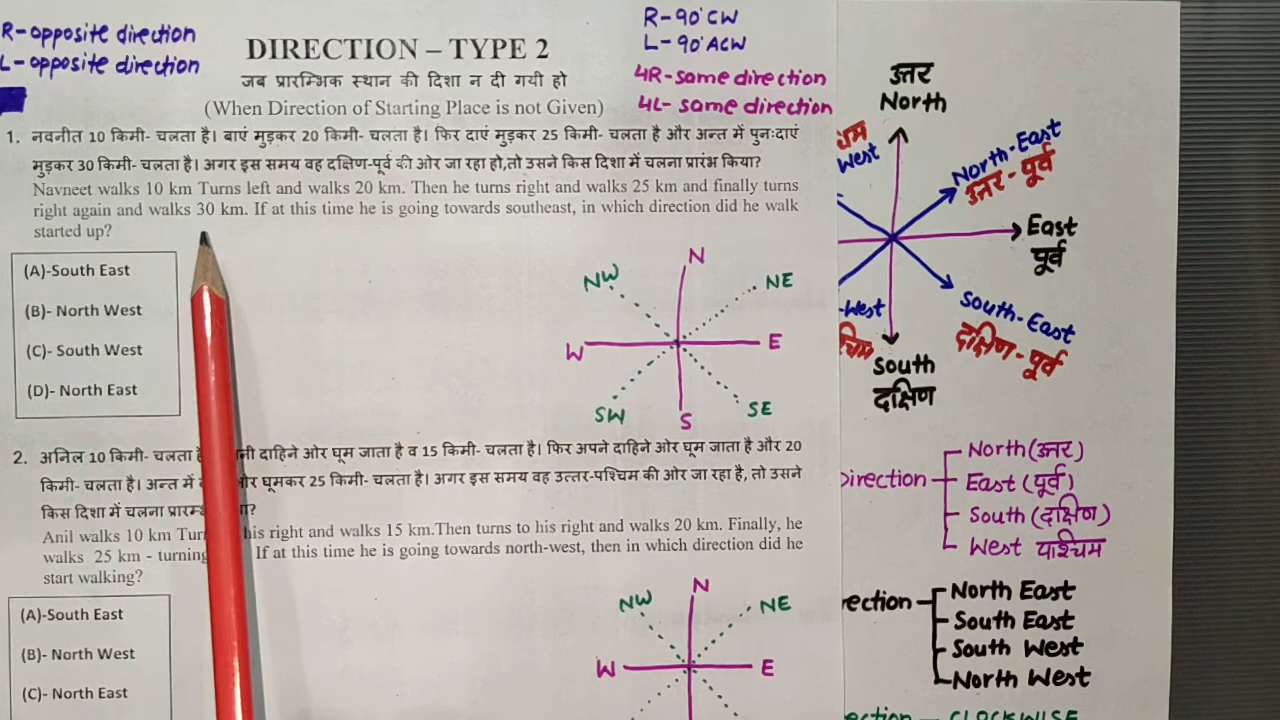 R-opposite direction
L-opposite direction
R-90°CW
L-90°ACW
4R-same direction
4L-same direction
DIRECTION – TYPE 2
जब प्रारम्भिक स्थान की दिशा न दी गयी हो
(When Direction of Starting Place is not Given)
1. नवनीत 10 किमी- चलता है। बाएं मुड़कर 20 किमी- चलता है। फिर दाएं मुड़कर 25 किमी- चलता है और अन्त में पुनःदाएं
मुड़कर 30 किमी- चलता है। अगर इस समय वह दक्षिण-पूर्व की ओर जा रहा हो,तो उसने किस दिशा में चलना प्रारंभ किया?
Navneet walks 10 km Turns left and walks 20 km. Then he turns right and walks 25 km and finally turns
right again and walks 30 km. If at this time he is going towards southeast, in which direction did he walk
started up?
(A)-South East
(B)- North West
(C)- South West
(D)- North East
N
NE
E
SE
S
SW
W
NW
2. अनिल 10 किमी- चलता दाहिने ओर घूम जाता है व 15 किमी- चलता है। फिर अपने दाहिने ओर घूम जाता है और 20
किमी- चलता है। अन्त में घूमकर 25 किमी- चलता है। अगर इस समय वह उत्तर-पश्चिम की ओर जा रहा है, तो उसने
किस दिशा में चलना
Anil walks 10 km his right and walks 15 km.Then turns to his right and walks 20 km. Finally, he
walks 25 km - turning If at this time he is going towards north-west, then in which direction did he
start walking?
(A)-South East
(B)- North West
(C)- North East
N
NE
E
W
NW
उत्तर
North
West
North-East
उत्तर-पूर्व
East
पूर्व
South-East
दक्षिण-पूर्व
South
दक्षिण
-West
Direction
North (उत्तर)
East (पूर्व)
South (दक्षिण)
West पश्चिम
North East
South East
South West
North West
CLOCKWISE